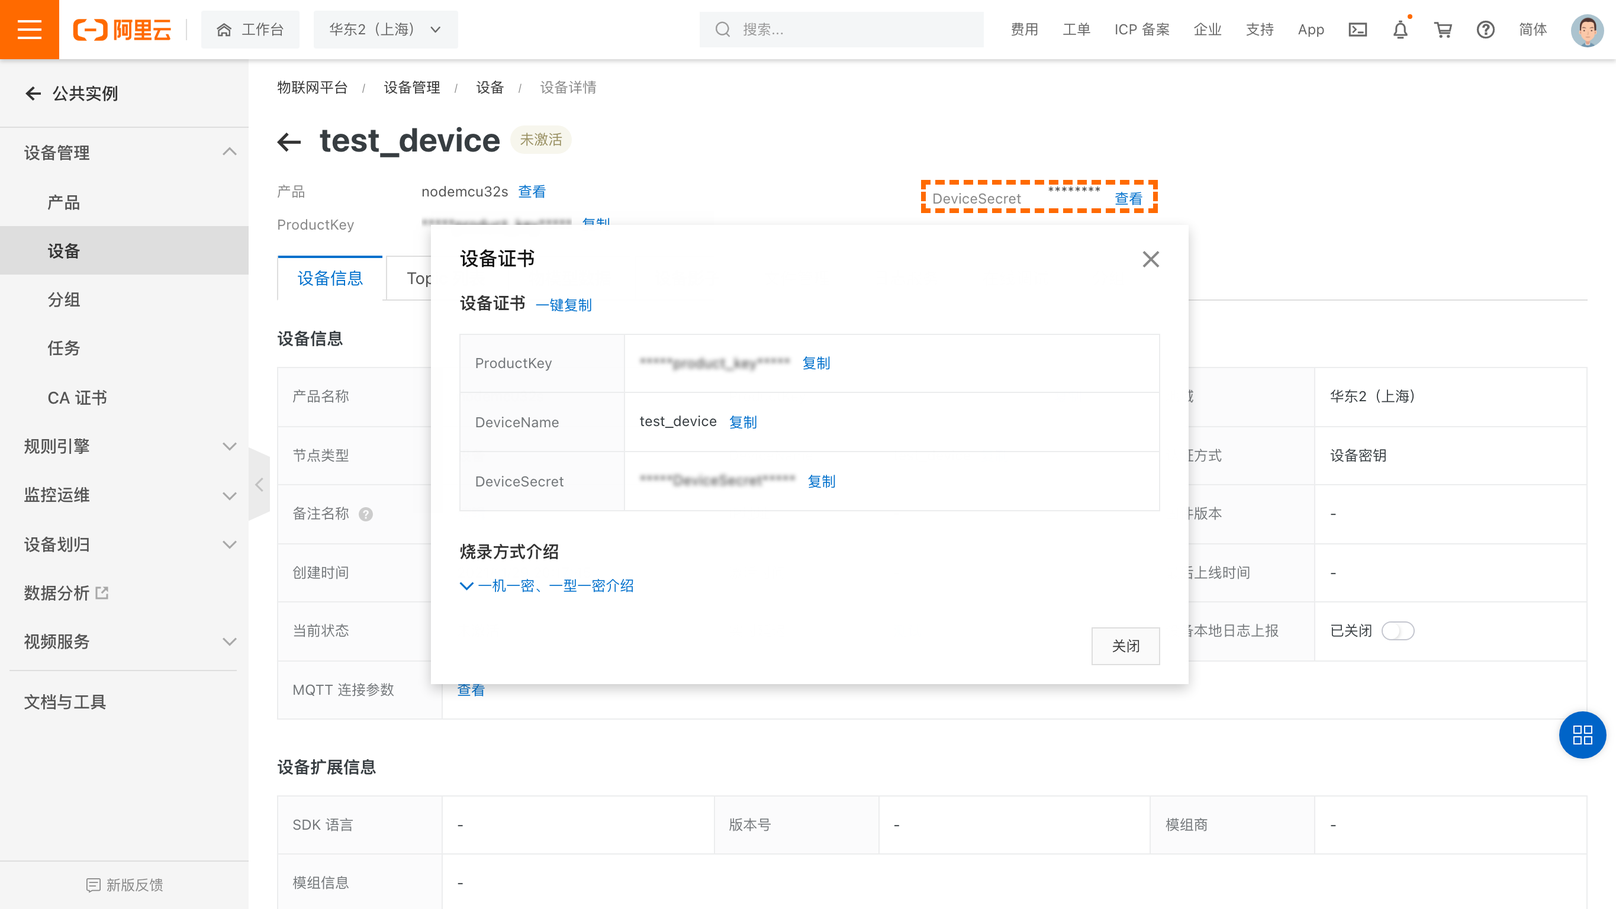 阿里云
工作台
华东2（上海）
搜索...
费用
工单
ICP 备案
企业
支持
App
简体
公共实例
设备管理
产品
设备
分组
任务
CA 证书
规则引擎
监控运维
设备划归
数据分析
视频服务
文档与工具
新版反馈
物联网平台 / 设备管理 / 设备 / 设备详情
test_device 未激活
产品 nodemcu32s 查看
DeviceSecret ******** 查看
ProductKey *****product_key***** 复制
设备信息
Top
设备信息
产品名称
域 华东2（上海）
节点类型
证方式 设备密钥
备注名称 ?
件版本 -
创建时间
后上线时间 -
当前状态
备本地日志上报 已关闭
MQTT 连接参数 查看
设备证书
设备证书 一键复制
ProductKey *****product_key***** 复制
DeviceName test_device 复制
DeviceSecret *****DeviceSecret***** 复制
烧录方式介绍
一机一密、一型一密介绍
关闭
设备扩展信息
SDK 语言 - 版本号 - 模组商 -
模组信息 -